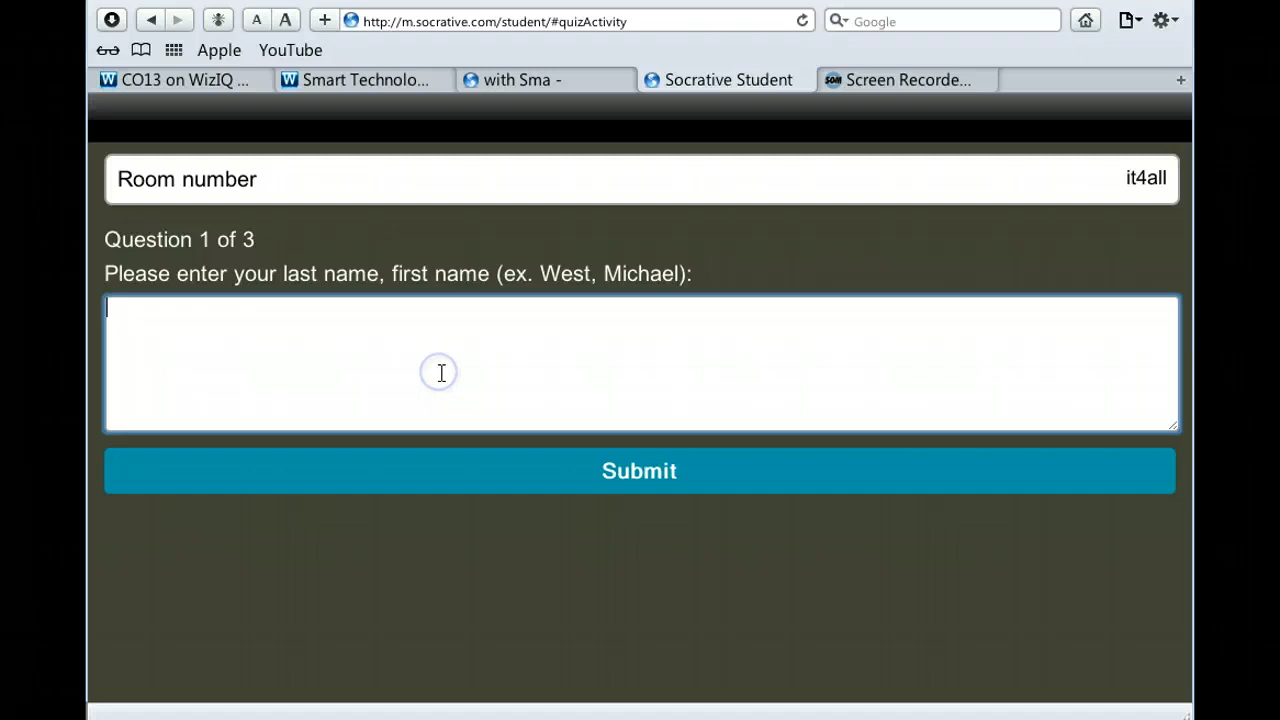 A A + http://m.socrative.com/student/#quizActivity Google
Apple YouTube
W CO13 on WizIQ ... W Smart Technolo... with Sma - Socrative Student SOM Screen Recorde... +
Room number it4all
Question 1 of 3
Please enter your last name, first name (ex. West, Michael):
Submit